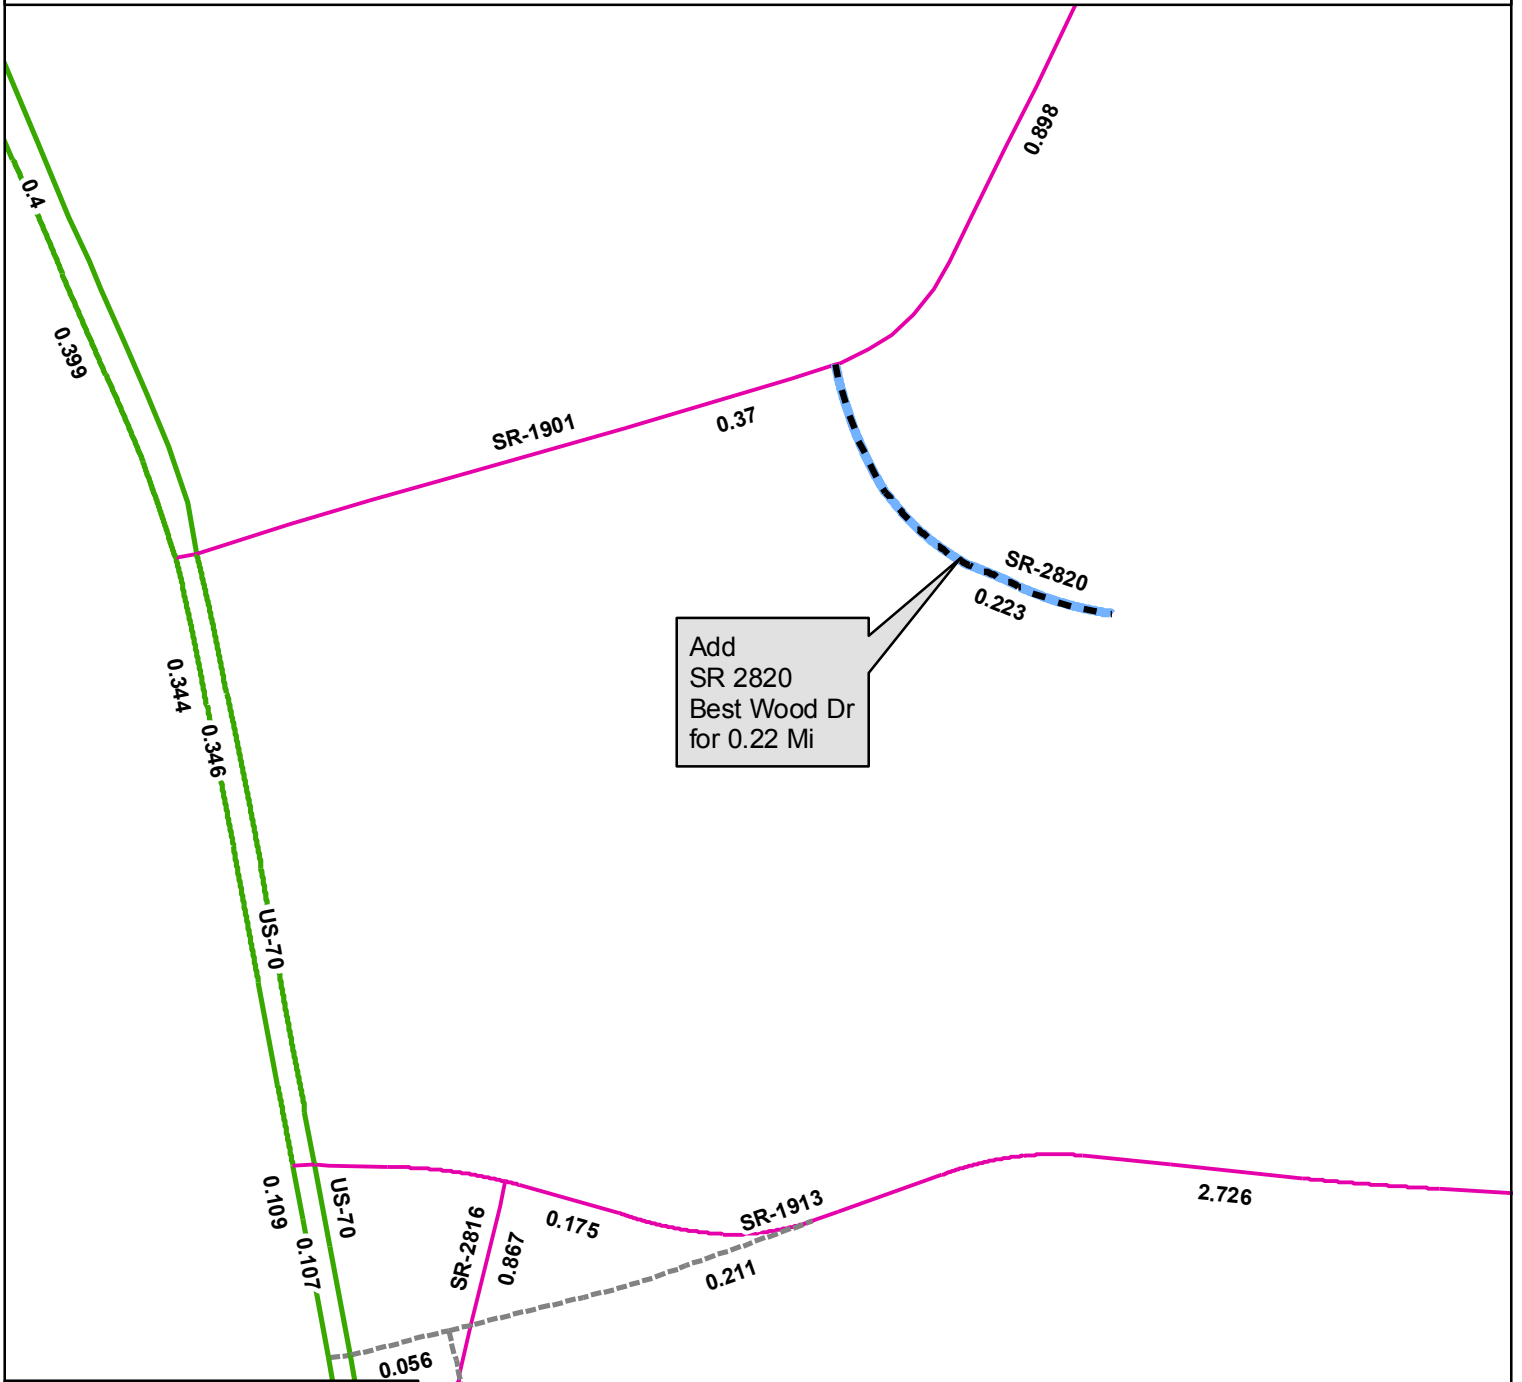 0.898
0.4
0.399
SR-1901
0.37
SR-2820
0.223
Add
SR 2820
Best Wood Dr
for 0.22 Mi
0.344
0.346
US-70
0.109
US-70
0.107
SR-2816
0.867
0.175
SR-1913
0.211
2.726
0.056